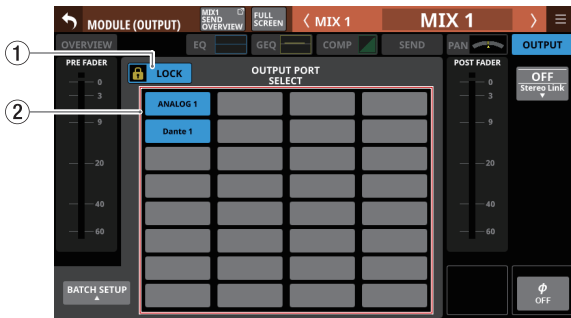 MODULE (OUTPUT)
MIX1
SEND
OVERVIEW
FULL
SCREEN
MIX 1
MIX 1
OVERVIEW
EQ
GEQ
COMP
SEND
PAN
OUTPUT
1
PRE FADER
LOCK
OUTPUT PORT
SELECT
POST FADER
OFF
Stereo Link
2
ANALOG 1
Dante 1
0
3
9
20
40
60
0
3
9
20
40
60
BATCH SETUP
φ
OFF